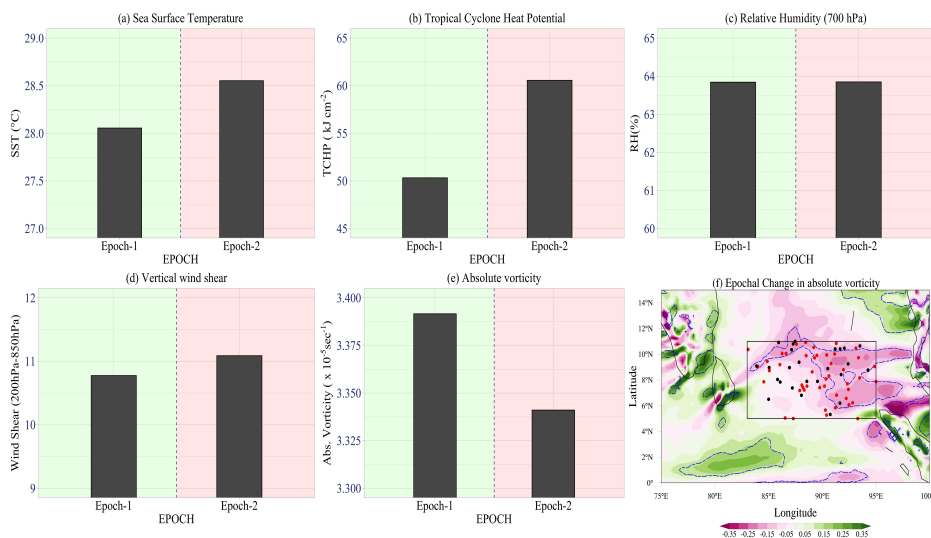 (a) Sea Surface Temperature
29.0
28.5
28.0
27.5
27.0
SST (°C)
Epoch-1
Epoch-2
EPOCH
(b) Tropical Cyclone Heat Potential
65
60
55
50
45
TCHP ( kJ cm⁻²)
Epoch-1
Epoch-2
EPOCH
(c) Relative Humidity (700 hPa)
65
64
63
62
61
60
RH(%)
Epoch-1
Epoch-2
EPOCH
(d) Vertical wind shear
12
11
10
9
Wind Shear (200hPa-850hPa)
Epoch-1
Epoch-2
EPOCH
(e) Absolute vorticity
3.400
3.375
3.350
3.325
3.300
Abs. Vorticity ( x 10⁻⁵sec⁻¹)
Epoch-1
Epoch-2
EPOCH
(f) Epochal Change in absolute vorticity
14°N
12°N
10°N
8°N
6°N
4°N
2°N
0°
Latitude
75°E
80°E
85°E
90°E
95°E
100
Longitude
-0.35
-0.25
-0.15
-0.05
0.05
0.15
0.25
0.35